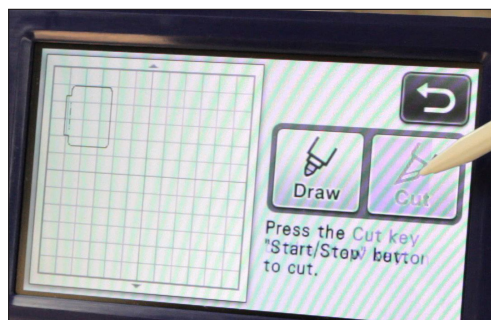 Draw
Cut
Press the Cut key
"Start/Stop" button
to cut.